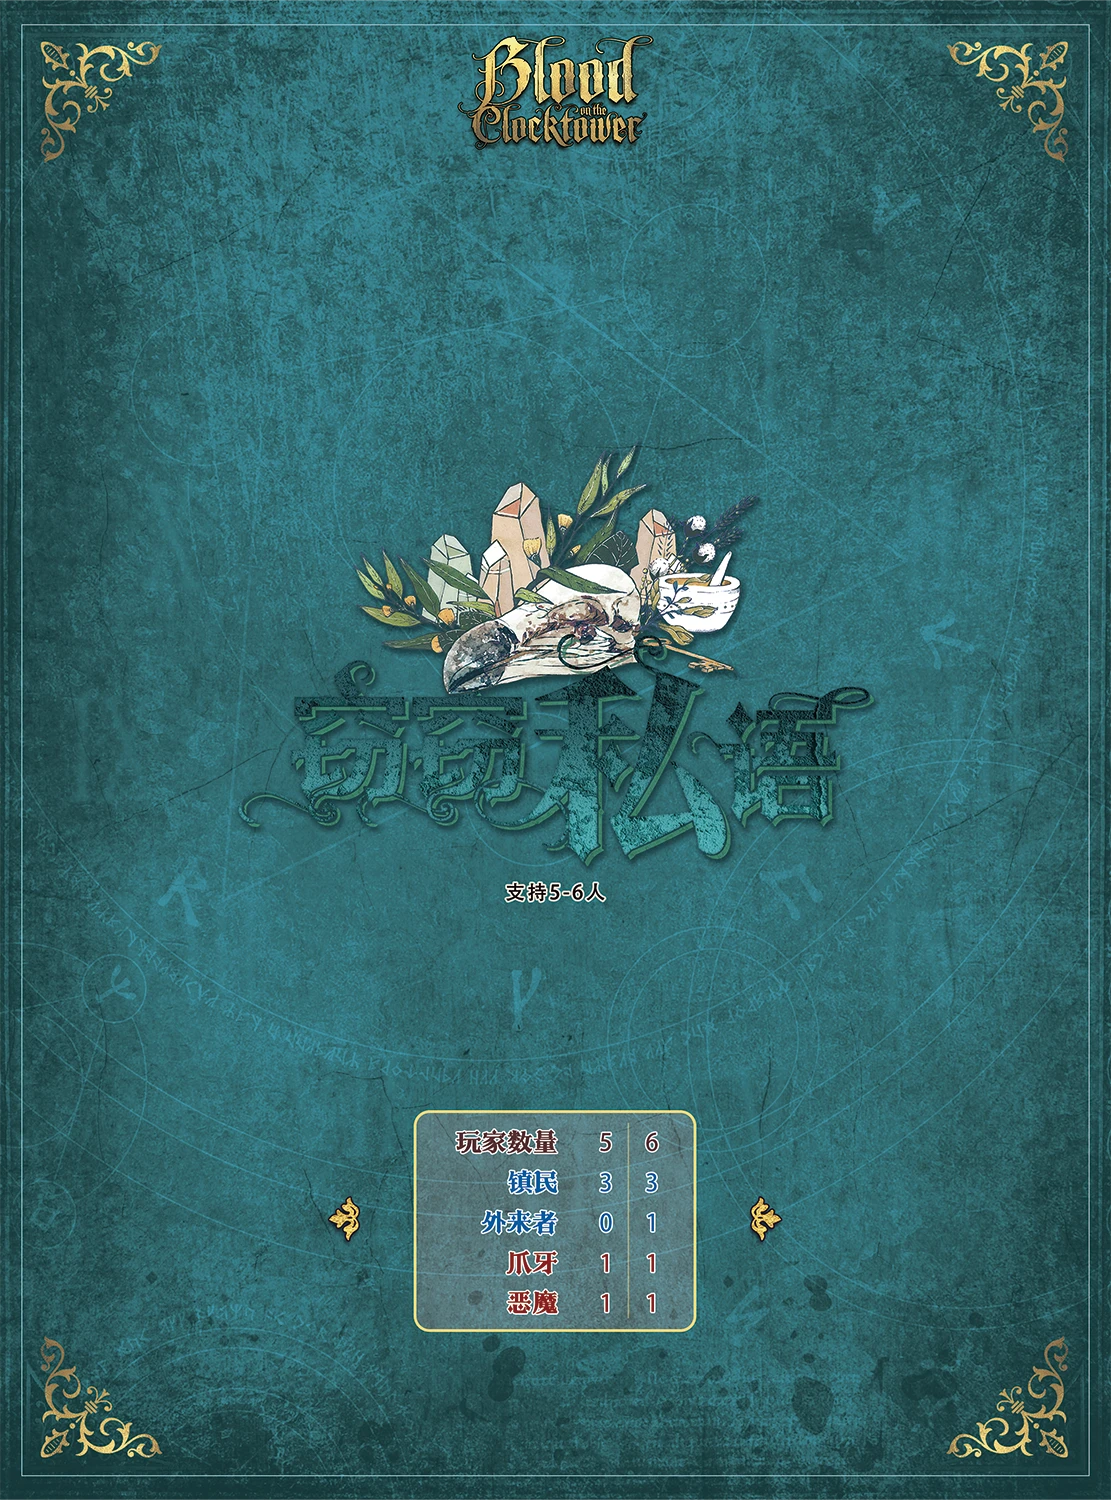 Blood
on the
Clocktower
窃窃私语
支持5-6人
玩家数量 5 6
镇民 3 3
外来者 0 1
爪牙 1 1
恶魔 1 1